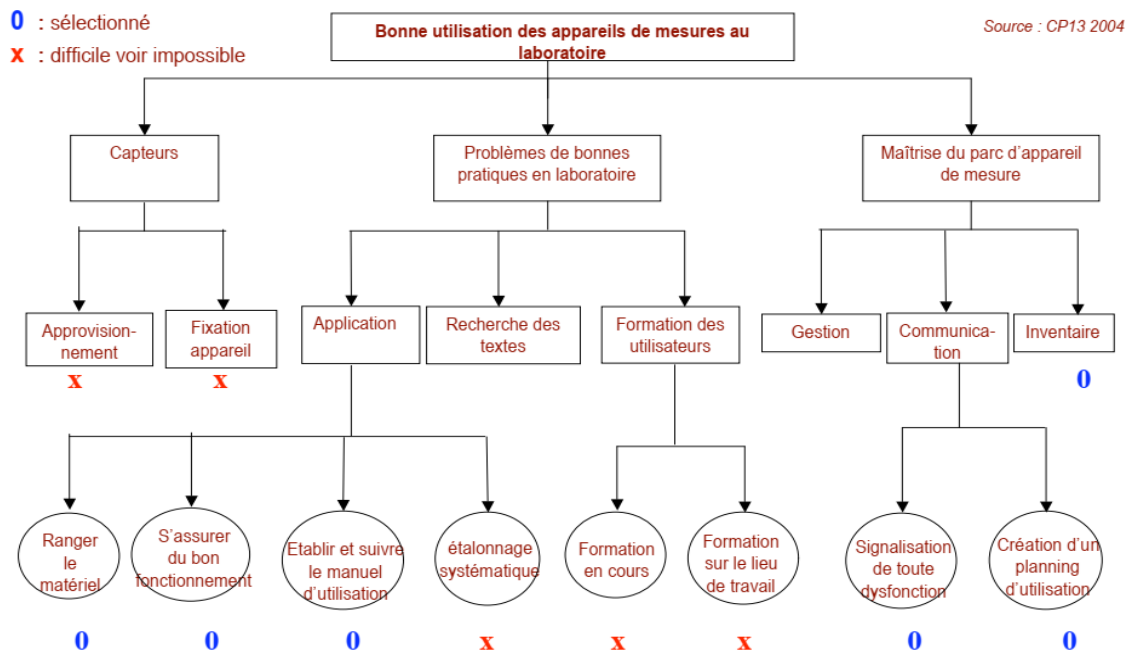 0 : sélectionné
x : difficile voir impossible
Bonne utilisation des appareils de mesures au
laboratoire
Source : CP13 2004
Capteurs
Problèmes de bonnes
pratiques en laboratoire
Maîtrise du parc d'appareil
de mesure
Approvision-
nement
Fixation
appareil
Application
Recherche des
textes
Formation des
utilisateurs
Gestion
Communica-
tion
Inventaire
x
x
0
Ranger
le
matériel
S'assurer
du bon
fonctionnement
Etablir et suivre
le manuel
d'utilisation
étalonnage
systématique
Formation
en cours
Formation
sur le lieu
de travail
Signalisation
de toute
dysfonction
Création d'un
planning
d'utilisation
0
0
0
x
x
x
0
0